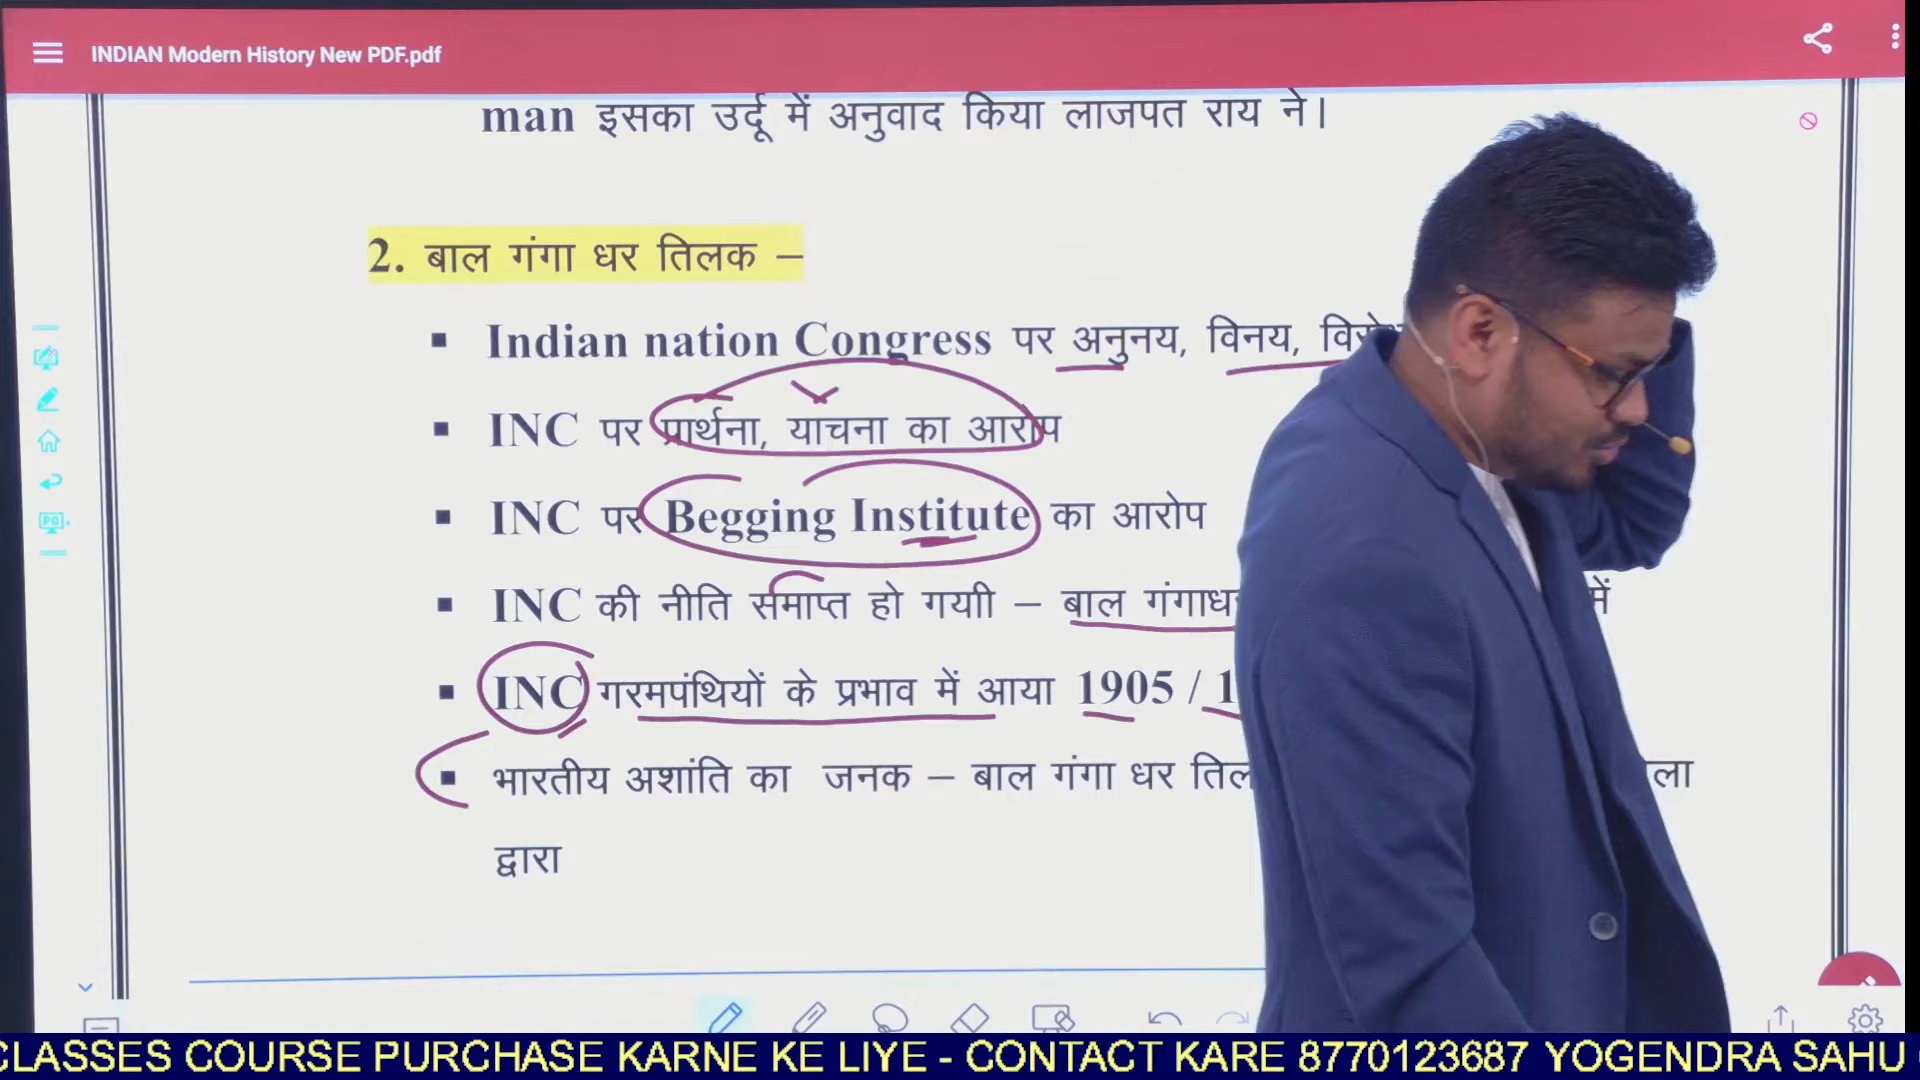 INDIAN Modern History New PDF.pdf
man इसका उर्दू में अनुवाद किया लाजपत राय ने।
2. बाल गंगा धर तिलक –
▪ Indian nation Congress पर अनुनय, विनय,
▪ INC पर प्रार्थना, याचना का आरोप
▪ INC पर Begging Institute का आरोप
▪ INC की नीति समाप्त हो गयाी – बाल गंगाध में
▪ INC गरमपंथियों के प्रभाव में आया 1905 / 1
▪ भारतीय अशांति का जनक – बाल गंगा धर तिल ला
द्वारा
CLASSES COURSE PURCHASE KARNE KE LIYE - CONTACT KARE 8770123687 YOGENDRA SAHU